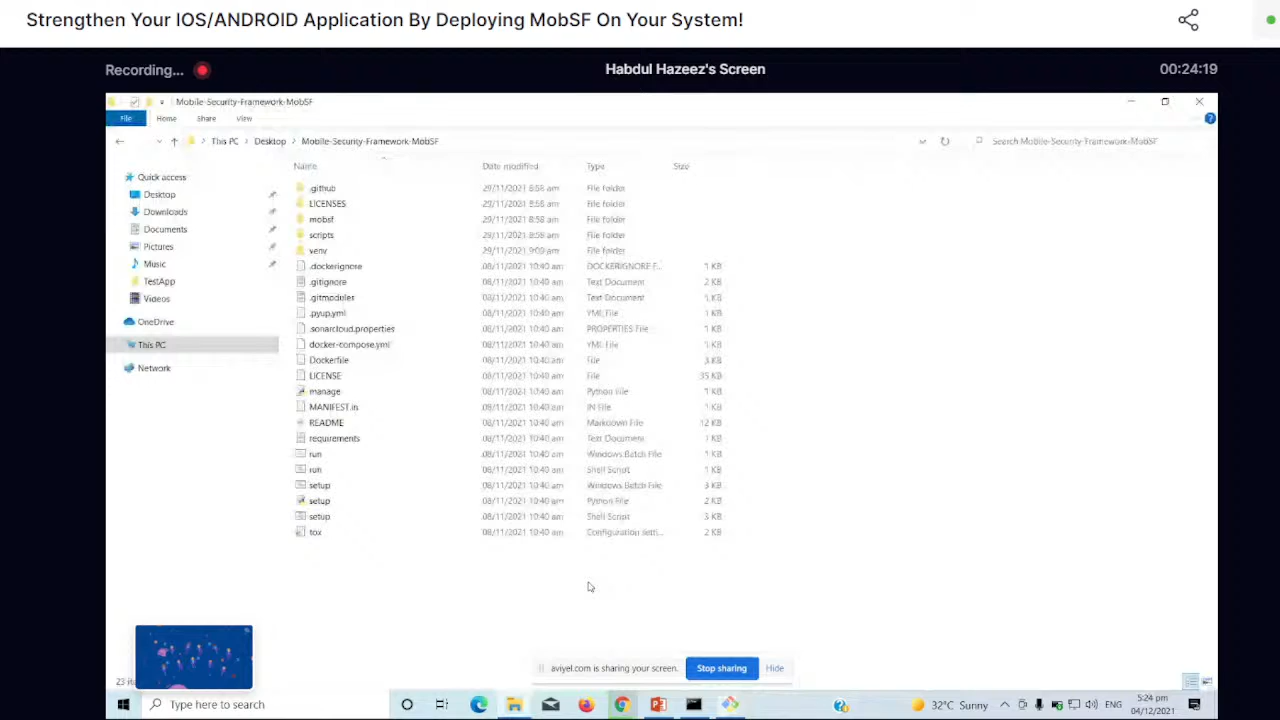 Strengthen Your IOS/ANDROID Application By Deploying MobSF On Your System!
Recording...
Habdul Hazeez's Screen
00:24:19
Mobile-Security-Framework-MobSF
File Home Share View
This PC Desktop Mobile-Security-Framework-MobSF
Search Mobile-Security-Framework-MobSF
Name Date modified Type Size
Quick access
Desktop
Downloads
Documents
Pictures
Music
TestApp
Videos
OneDrive
This PC
Network
.github 29/11/2021 8:58 am File folder
LICENSES 29/11/2021 8:58 am File folder
mobsf 29/11/2021 8:58 am File folder
scripts 29/11/2021 8:58 am File folder
venv 29/11/2021 9:09 am File folder
.dockerignore 08/11/2021 10:40 am DOCKERIGNORE F... 1 KB
.gitignore 08/11/2021 10:40 am Text Document 2 KB
.gitmodules 08/11/2021 10:40 am Text Document 1 KB
.pyup.yml 08/11/2021 10:40 am YML File 1 KB
.sonarcloud.properties 08/11/2021 10:40 am PROPERTIES File 1 KB
docker-compose.yml 08/11/2021 10:40 am YML File 1 KB
Dockerfile 08/11/2021 10:40 am File 3 KB
LICENSE 08/11/2021 10:40 am File 35 KB
manage 08/11/2021 10:40 am Python File 1 KB
MANIFEST.in 08/11/2021 10:40 am IN File 1 KB
README 08/11/2021 10:40 am Markdown File 12 KB
requirements 08/11/2021 10:40 am Text Document 1 KB
run 08/11/2021 10:40 am Windows Batch File 1 KB
run 08/11/2021 10:40 am Shell Script 1 KB
setup 08/11/2021 10:40 am Windows Batch File 3 KB
setup 08/11/2021 10:40 am Python File 2 KB
setup 08/11/2021 10:40 am Shell Script 3 KB
tox 08/11/2021 10:40 am Configuration setti... 2 KB
aviyel.com is sharing your screen. Stop sharing Hide
23
Type here to search
32°C Sunny
ENG
5:24 pm
04/12/2021